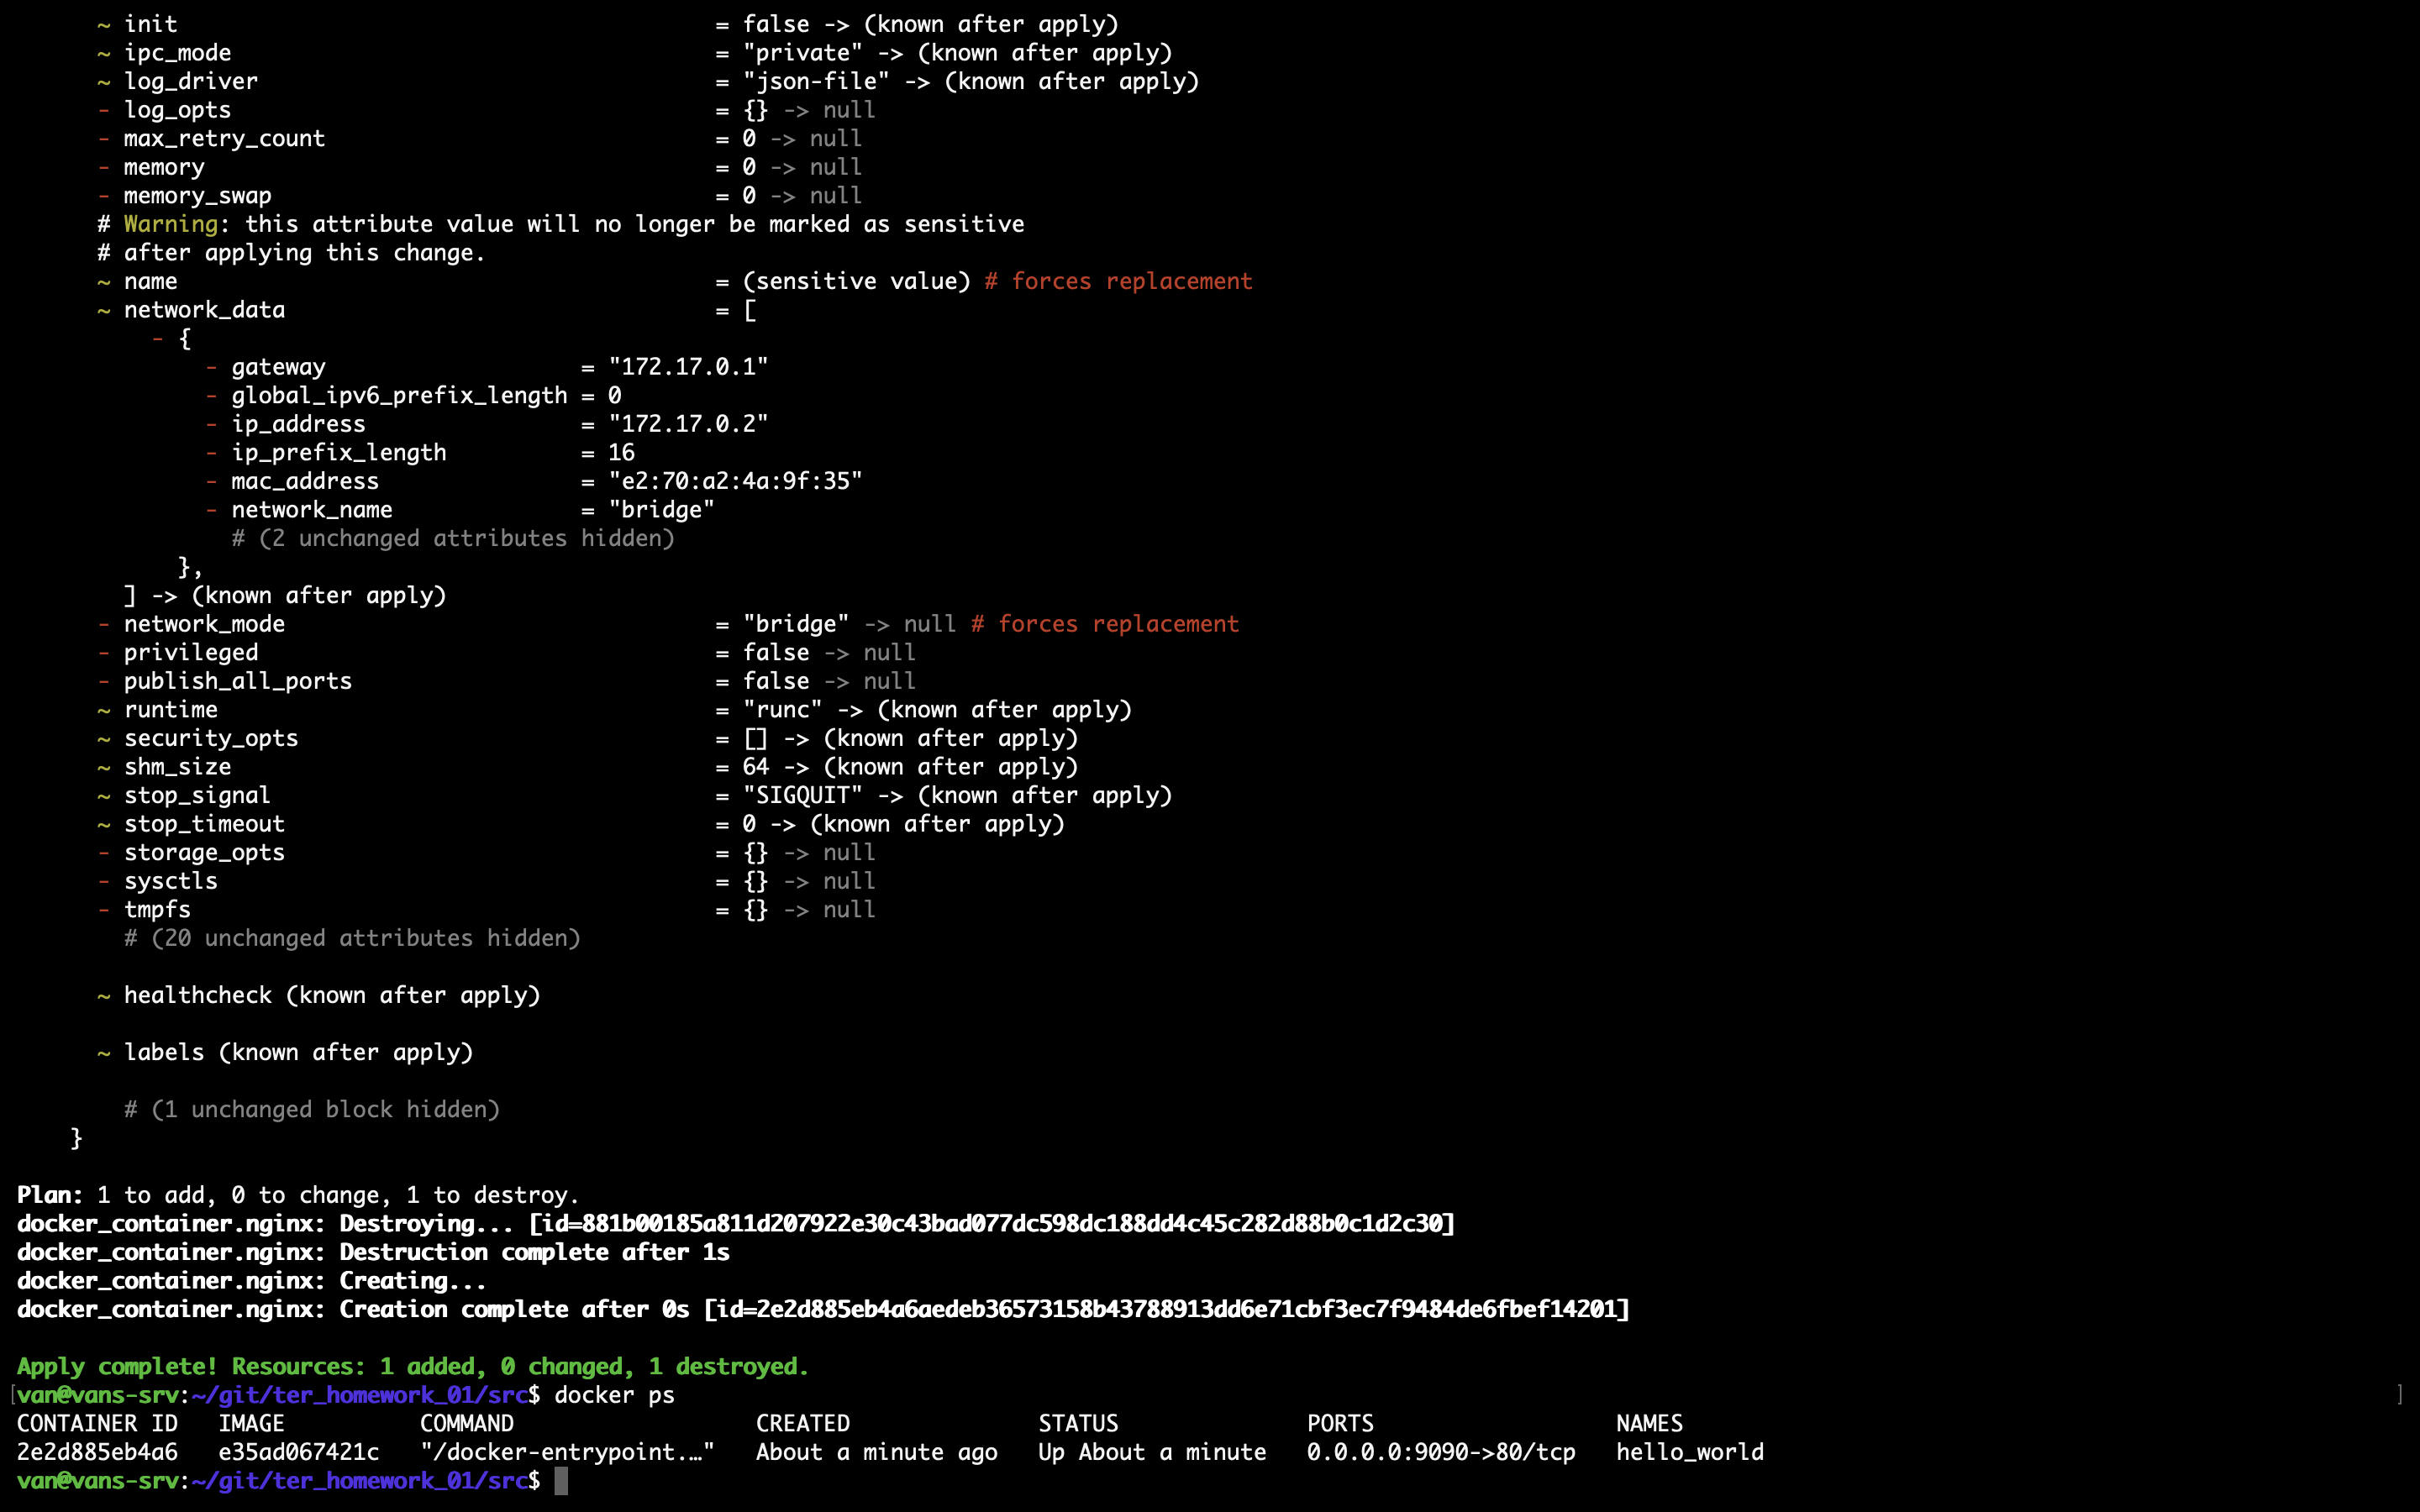 ~ init = false -> (known after apply)
~ ipc_mode = "private" -> (known after apply)
~ log_driver = "json-file" -> (known after apply)
- log_opts = {} -> null
- max_retry_count = 0 -> null
- memory = 0 -> null
- memory_swap = 0 -> null
# Warning: this attribute value will no longer be marked as sensitive
# after applying this change.
~ name = (sensitive value) # forces replacement
~ network_data = [
- {
- gateway = "172.17.0.1"
- global_ipv6_prefix_length = 0
- ip_address = "172.17.0.2"
- ip_prefix_length = 16
- mac_address = "e2:70:a2:4a:9f:35"
- network_name = "bridge"
# (2 unchanged attributes hidden)
},
] -> (known after apply)
- network_mode = "bridge" -> null # forces replacement
- privileged = false -> null
- publish_all_ports = false -> null
~ runtime = "runc" -> (known after apply)
~ security_opts = [] -> (known after apply)
~ shm_size = 64 -> (known after apply)
~ stop_signal = "SIGQUIT" -> (known after apply)
~ stop_timeout = 0 -> (known after apply)
- storage_opts = {} -> null
- sysctls = {} -> null
- tmpfs = {} -> null
# (20 unchanged attributes hidden)
~ healthcheck (known after apply)
~ labels (known after apply)
# (1 unchanged block hidden)
}
Plan: 1 to add, 0 to change, 1 to destroy.
docker_container.nginx: Destroying... [id=881b00185a811d207922e30c43bad077dc598dc188dd4c45c282d88b0c1d2c30]
docker_container.nginx: Destruction complete after 1s
docker_container.nginx: Creating...
docker_container.nginx: Creation complete after 0s [id=2e2d885eb4a6aedeb36573158b43788913dd6e71cbf3ec7f9484de6fbef14201]
Apply complete! Resources: 1 added, 0 changed, 1 destroyed.
[van@vans-srv:~/git/ter_homework_01/src$ docker ps ]
CONTAINER ID IMAGE COMMAND CREATED STATUS PORTS NAMES
2e2d885eb4a6 e35ad067421c "/docker-entrypoint.…" About a minute ago Up About a minute 0.0.0.0:9090->80/tcp hello_world
van@vans-srv:~/git/ter_homework_01/src$